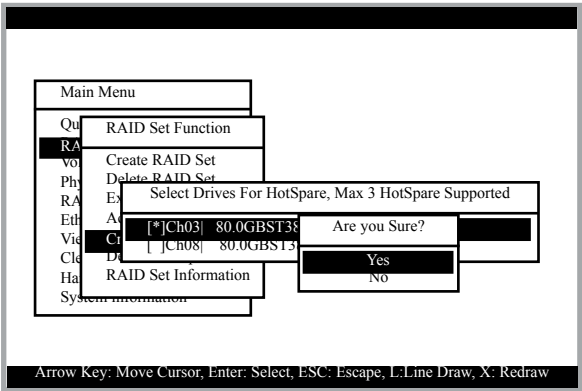 Main Menu
Qu
RAID Set Function
RA
Vol
Create RAID Set
Phy
Delete RAID Set
Select Drives For HotSpare, Max 3 HotSpare Supported
RA
Ex
Eth
Ac
[*]Ch03| 80.0GBST38
Are you Sure?
Vie
Cr
[ ]Ch08| 80.0GBST3
Cle
De
Yes
Har
RAID Set Information
No
System Information
Arrow Key: Move Cursor, Enter: Select, ESC: Escape, L:Line Draw, X: Redraw